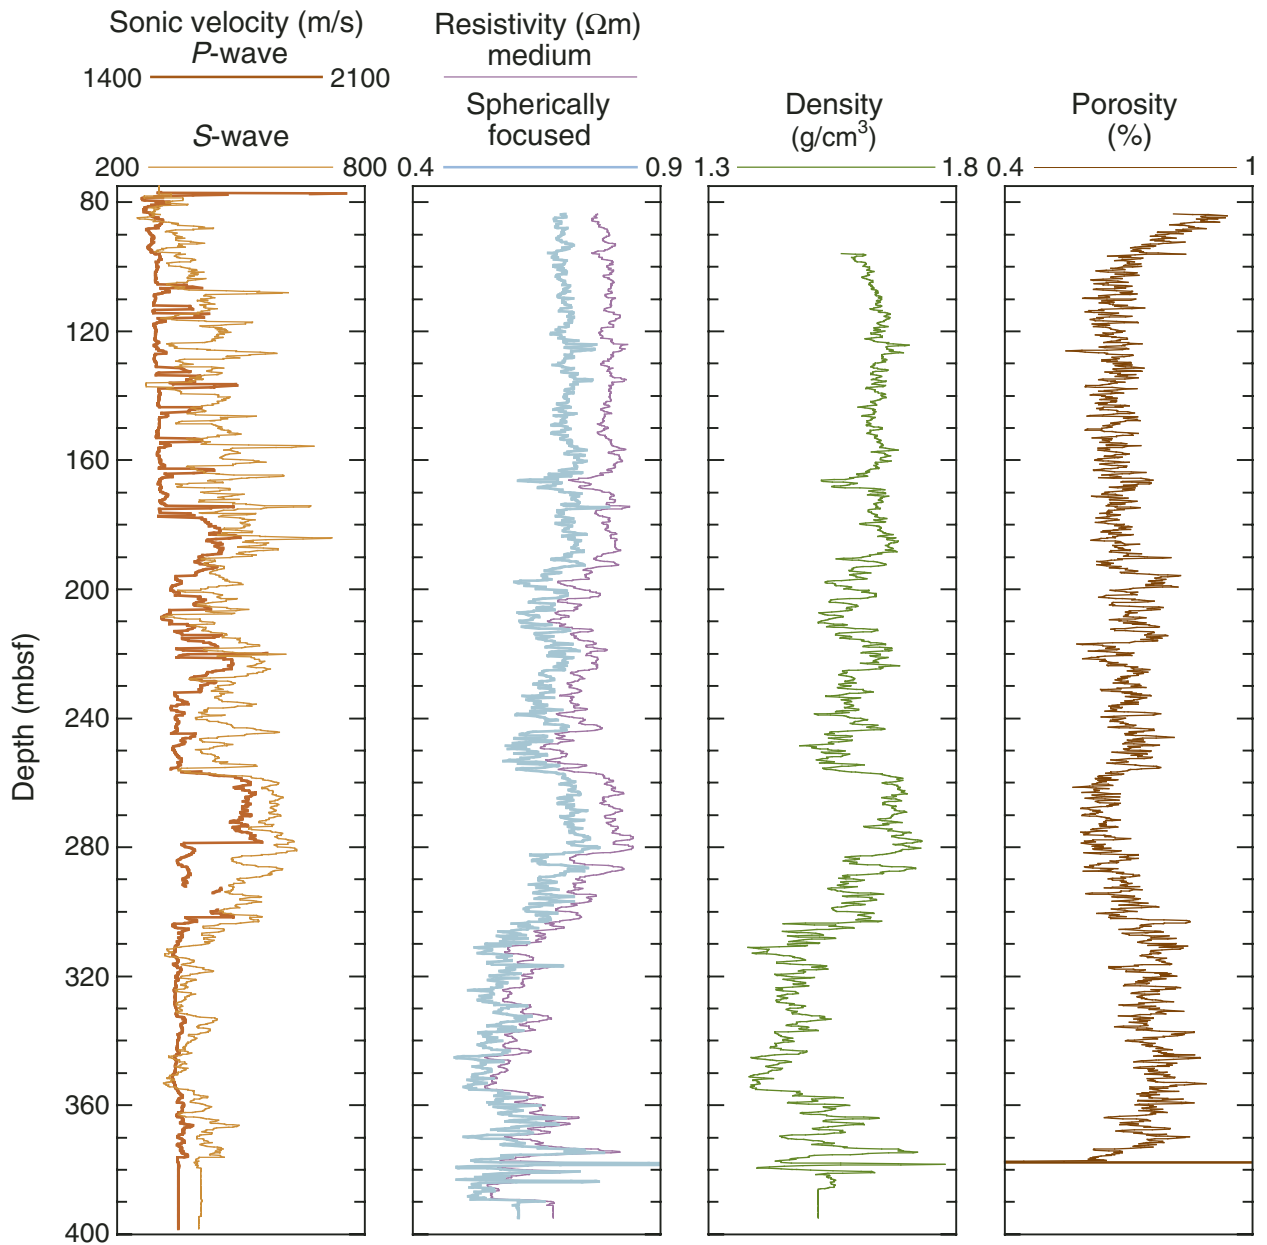 Sonic velocity (m/s)
P-wave
1400 2100
S-wave
200 800
Resistivity (Ωm)
medium
Spherically
focused
0.4 0.9
Density
(g/cm³)
1.3 1.8
Porosity
(%)
0.4 1
Depth (mbsf)
80
120
160
200
240
280
320
360
400